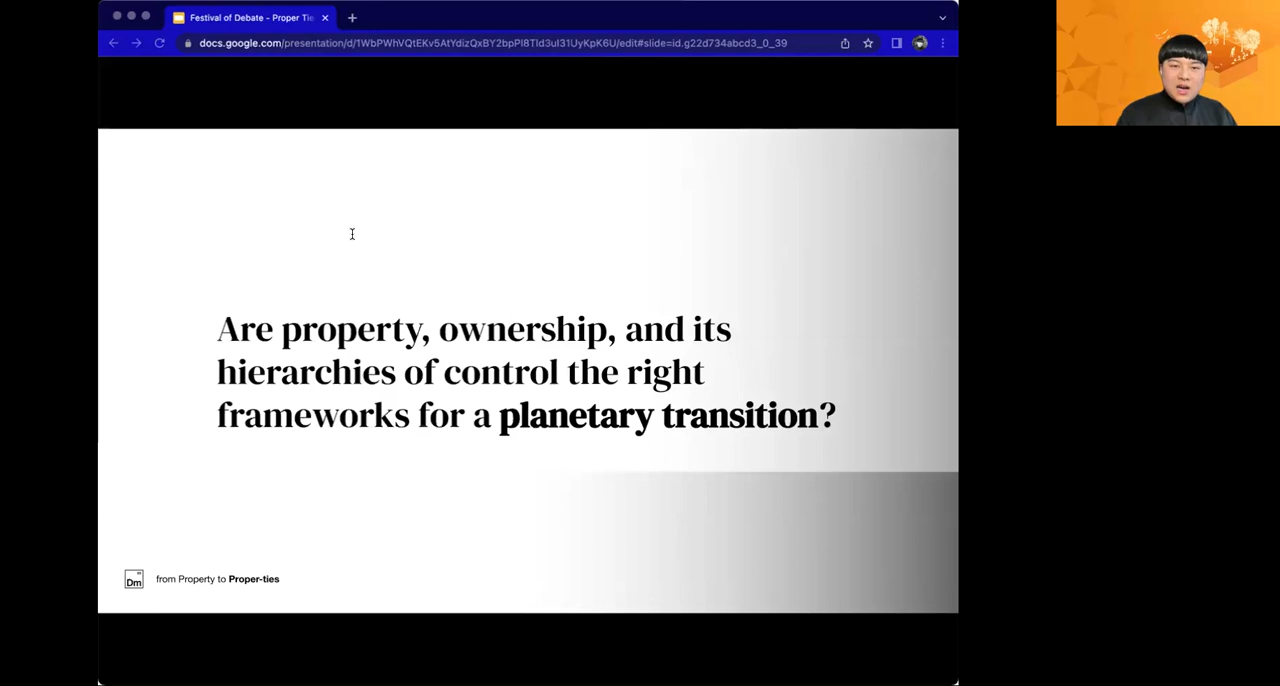 Festival of Debate - Proper Tie
docs.google.com/presentation/d/1WbPWhVQtEKv5AtYdizQxBY2bpPl8Tld3uI31UyKpK6U/edit#slide=id.g22d734abcd3_0_39
Are property, ownership, and its
hierarchies of control the right
frameworks for a planetary transition?
Dm
from Property to Proper-ties